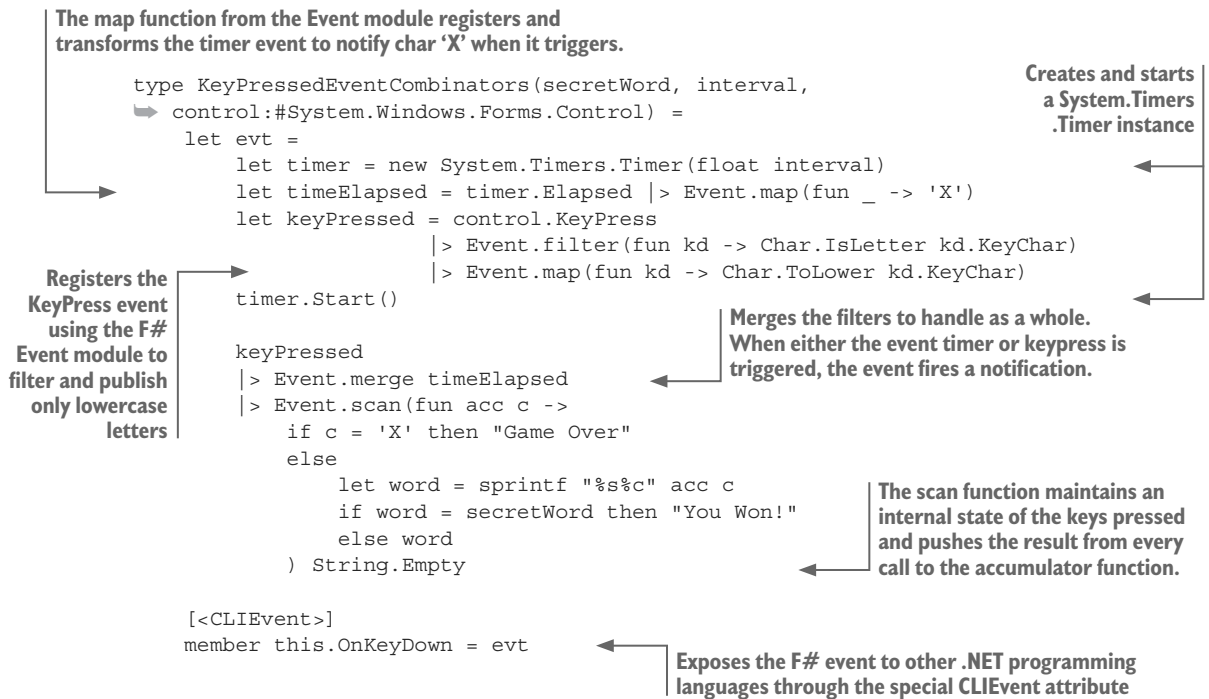 The map function from the Event module registers and
transforms the timer event to notify char ‘X’ when it triggers.
type KeyPressedEventCombinators(secretWord, interval,
➥ control:#System.Windows.Forms.Control) =
let evt =
let timer = new System.Timers.Timer(float interval)
let timeElapsed = timer.Elapsed |> Event.map(fun _ -> 'X')
let keyPressed = control.KeyPress
|> Event.filter(fun kd -> Char.IsLetter kd.KeyChar)
|> Event.map(fun kd -> Char.ToLower kd.KeyChar)
timer.Start()
Creates and starts
a System.Timers
.Timer instance
Registers the
KeyPress event
using the F#
Event module to
filter and publish
only lowercase
letters
keyPressed
|> Event.merge timeElapsed
|> Event.scan(fun acc c ->
if c = 'X' then "Game Over"
else
let word = sprintf "%s%c" acc c
if word = secretWord then "You Won!"
else word
) String.Empty
Merges the filters to handle as a whole.
When either the event timer or keypress is
triggered, the event fires a notification.
The scan function maintains an
internal state of the keys pressed
and pushes the result from every
call to the accumulator function.
[<CLIEvent>]
member this.OnKeyDown = evt
Exposes the F# event to other .NET programming
languages through the special CLIEvent attribute